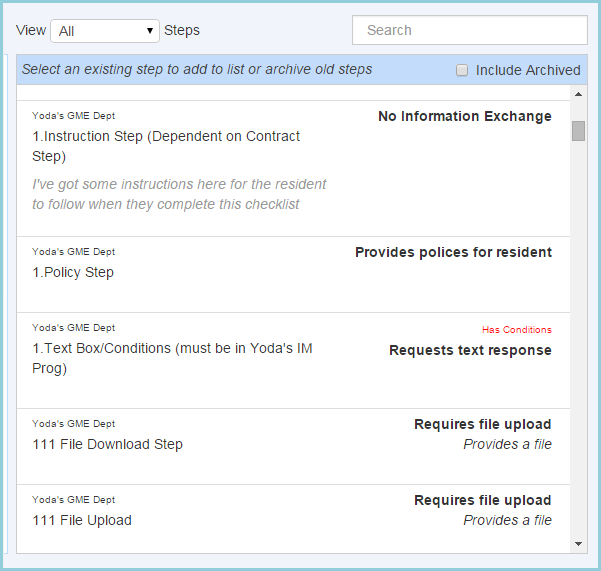 View All Steps Search
Select an existing step to add to list or archive old steps Include Archived
Yoda's GME Dept No Information Exchange
1.Instruction Step (Dependent on Contract
Step)
I've got some instructions here for the resident
to follow when they complete this checklist
Yoda's GME Dept Provides polices for resident
1.Policy Step
Yoda's GME Dept Has Conditions
1.Text Box/Conditions (must be in Yoda's IM Requests text response
Prog)
Yoda's GME Dept Requires file upload
111 File Download Step Provides a file
Yoda's GME Dept Requires file upload
111 File Upload Provides a file